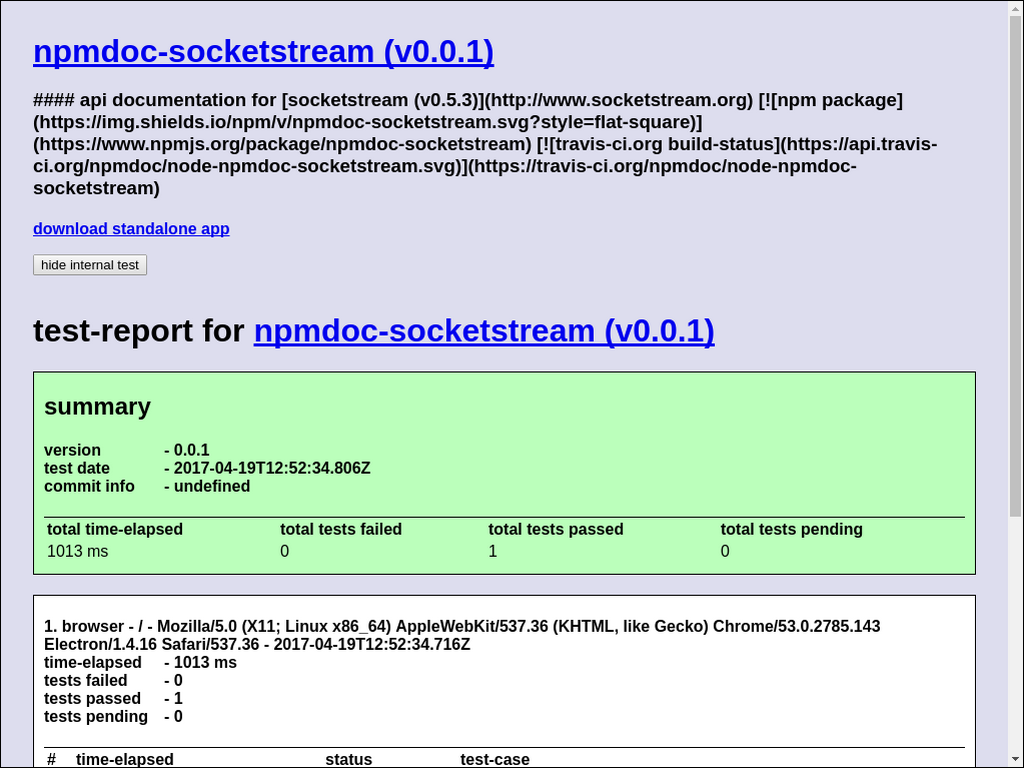 npmdoc-socketstream (v0.0.1)
#### api documentation for [socketstream (v0.5.3)](http://www.socketstream.org) [![npm package]
(https://img.shields.io/npm/v/npmdoc-socketstream.svg?style=flat-square)]
(https://www.npmjs.org/package/npmdoc-socketstream) [![travis-ci.org build-status](https://api.travis-
ci.org/npmdoc/node-npmdoc-socketstream.svg)](https://travis-ci.org/npmdoc/node-npmdoc-
socketstream)
download standalone app
hide internal test
test-report for npmdoc-socketstream (v0.0.1)
summary
version - 0.0.1
test date - 2017-04-19T12:52:34.806Z
commit info - undefined
total time-elapsed total tests failed total tests passed total tests pending
1013 ms 0 1 0
1. browser - / - Mozilla/5.0 (X11; Linux x86_64) AppleWebKit/537.36 (KHTML, like Gecko) Chrome/53.0.2785.143
Electron/1.4.16 Safari/537.36 - 2017-04-19T12:52:34.716Z
time-elapsed - 1013 ms
tests failed - 0
tests passed - 1
tests pending - 0
# time-elapsed status test-case